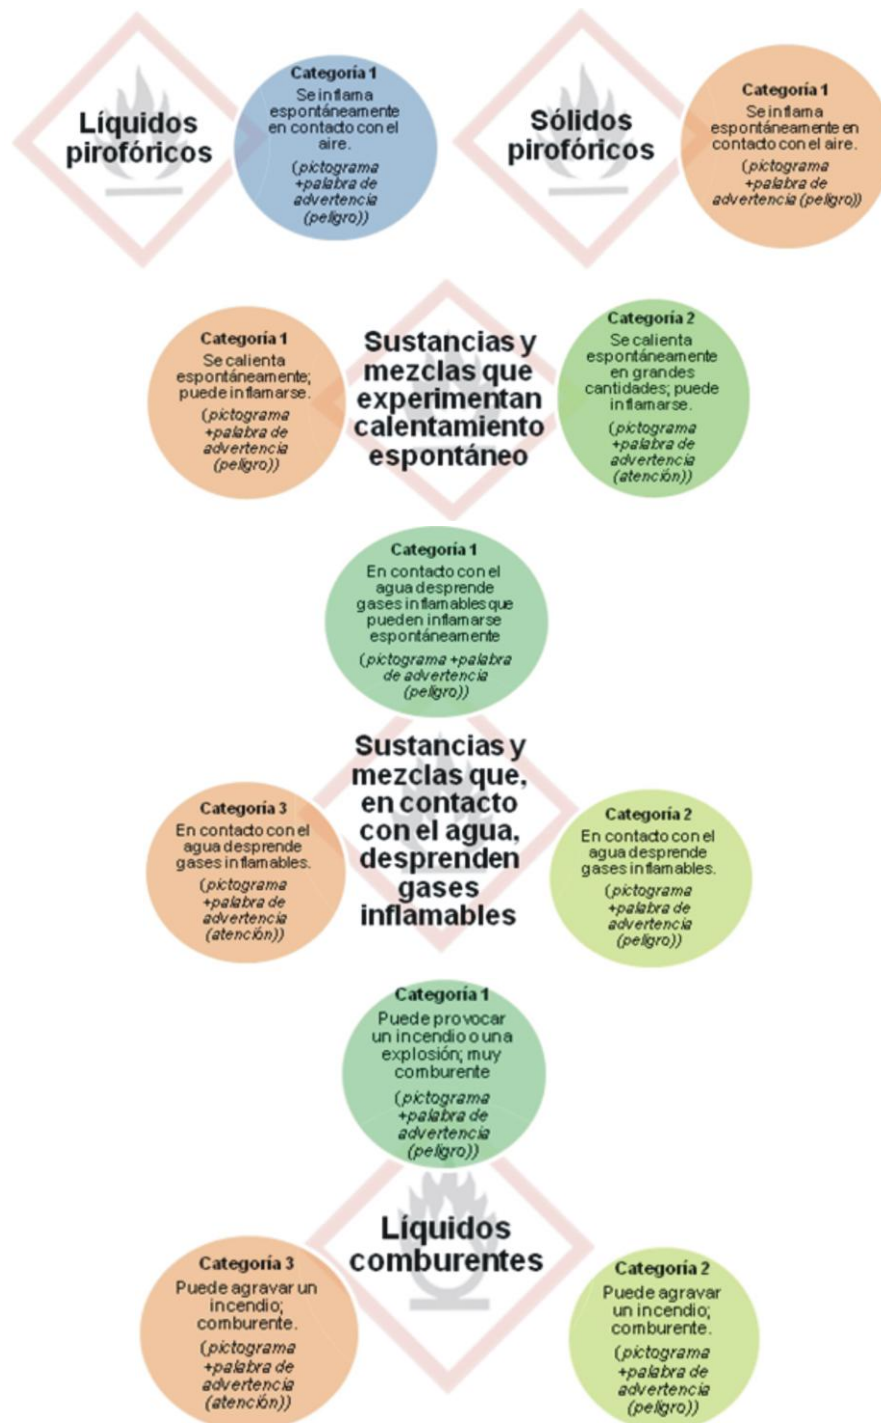 Líquidos
pirofóricos
Categoría 1
Se inflama
espontáneamente
en contacto con el
aire.
(pictograma
+palabra de
advertencia
(peligro))
Sólidos
pirofóricos
Categoría 1
Se inflama
espontáneamente en
contacto con el aire.
(pictograma
+palabra de
advertencia (peligro))
Categoría 1
Se calienta
espontáneamente;
puede inflamarse.
(pictograma
+palabra de
advertencia
(peligro))
Sustancias y
mezclas que
experimentan
calentamiento
espontáneo
Categoría 2
Se calienta
espontáneamente
en grandes
cantidades; puede
inflamarse.
(pictograma
+palabra de
advertencia
(atención))
Categoría 1
En contacto con el
agua desprende
gases inflamables que
pueden inflamarse
espontáneamente
(pictograma +palabra
de advertencia
(peligro))
Sustancias y
mezclas que,
en contacto
con el agua,
desprenden
gases
inflamables
Categoría 3
En contacto con el
agua desprende
gases inflamables.
(pictograma
+palabra de
advertencia
(atención))
Categoría 2
En contacto con el
agua desprende
gases inflamables.
(pictograma
+palabra de
advertencia
(peligro))
Categoría 1
Puede provocar
un incendio o una
explosión; muy
comburente
(pictograma
+palabra de
advertencia
(peligro))
Líquidos
comburentes
Categoría 3
Puede agravar un
incendio;
comburente.
(pictograma
+palabra de
advertencia
(atención))
Categoría 2
Puede agravar
un incendio;
comburente.
(pictograma
+palabra de
advertencia
(peligro))